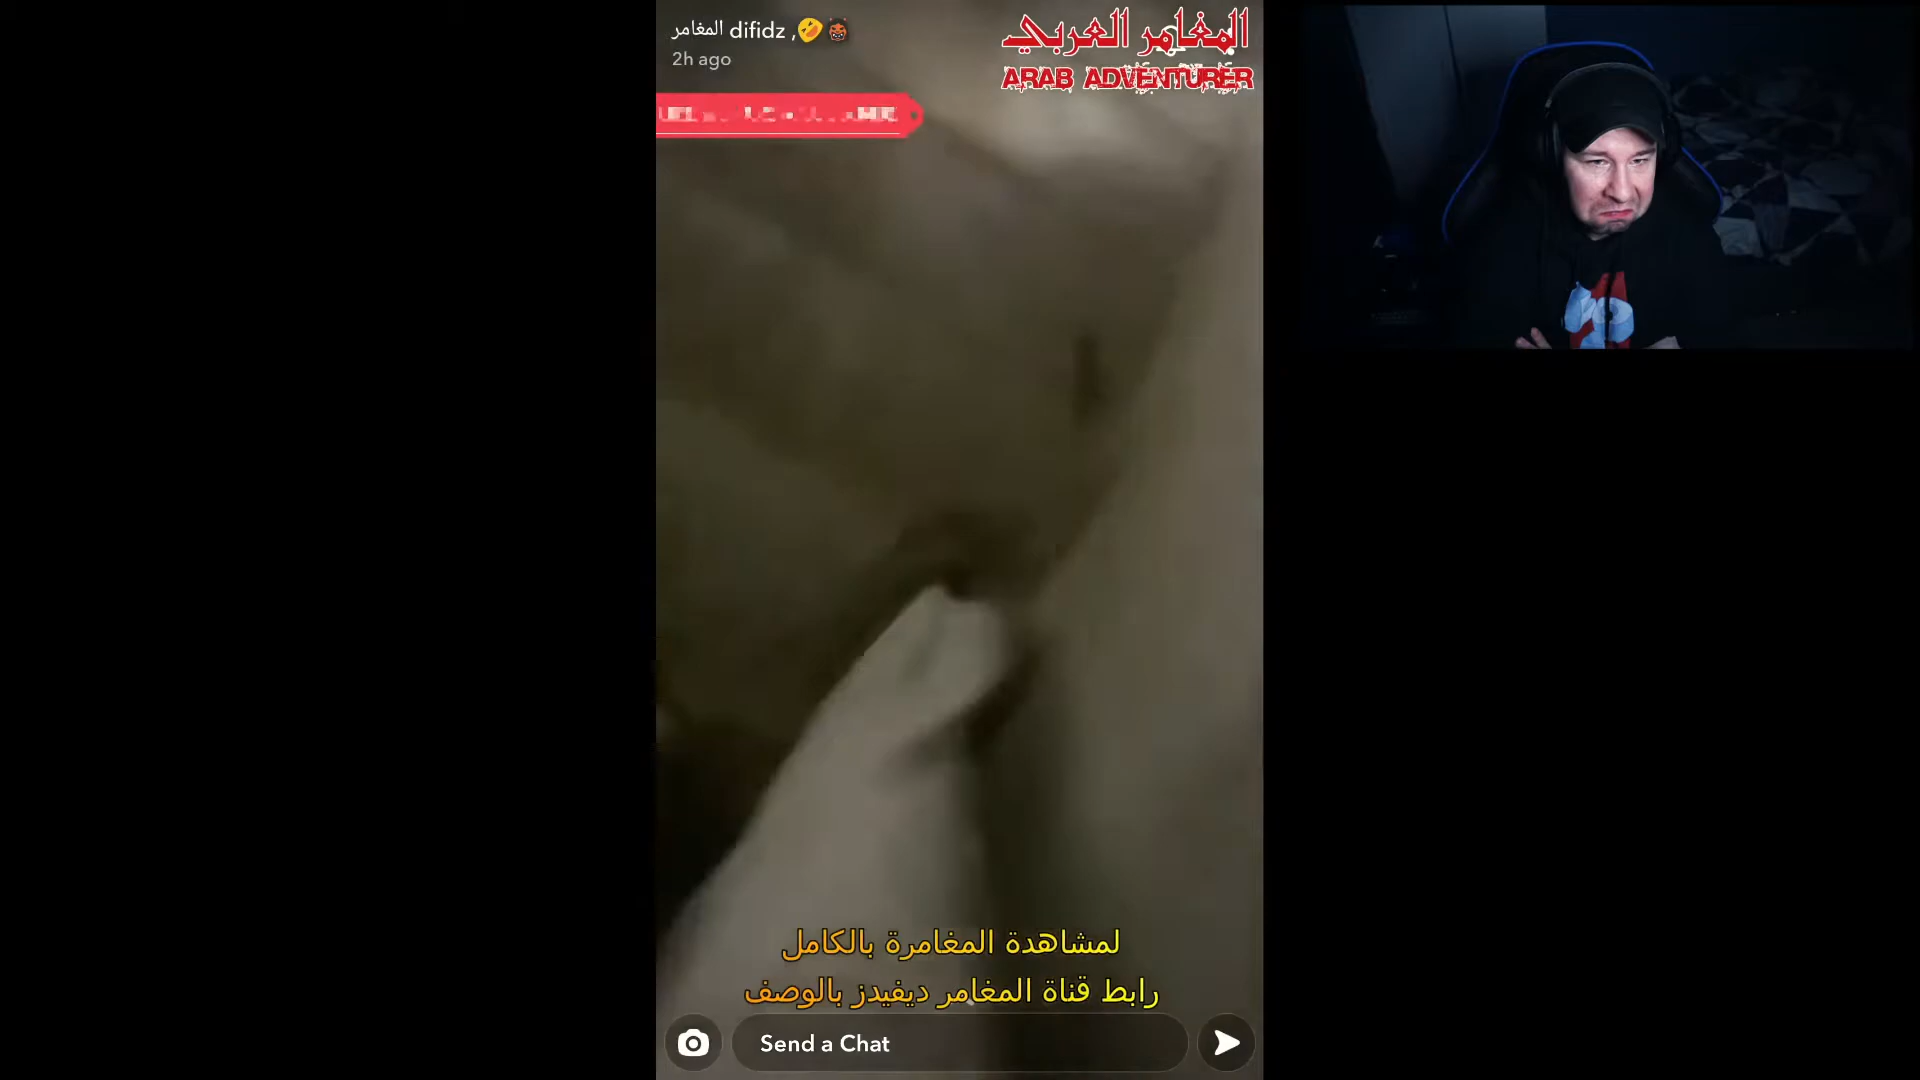 المغامر difidz ,🤣👹
2h ago
المغامر العربي
ARAB ADVENTURER
لمشاهدة المغامرة بالكامل
رابط قناة المغامر ديفيدز بالوصف
Send a Chat